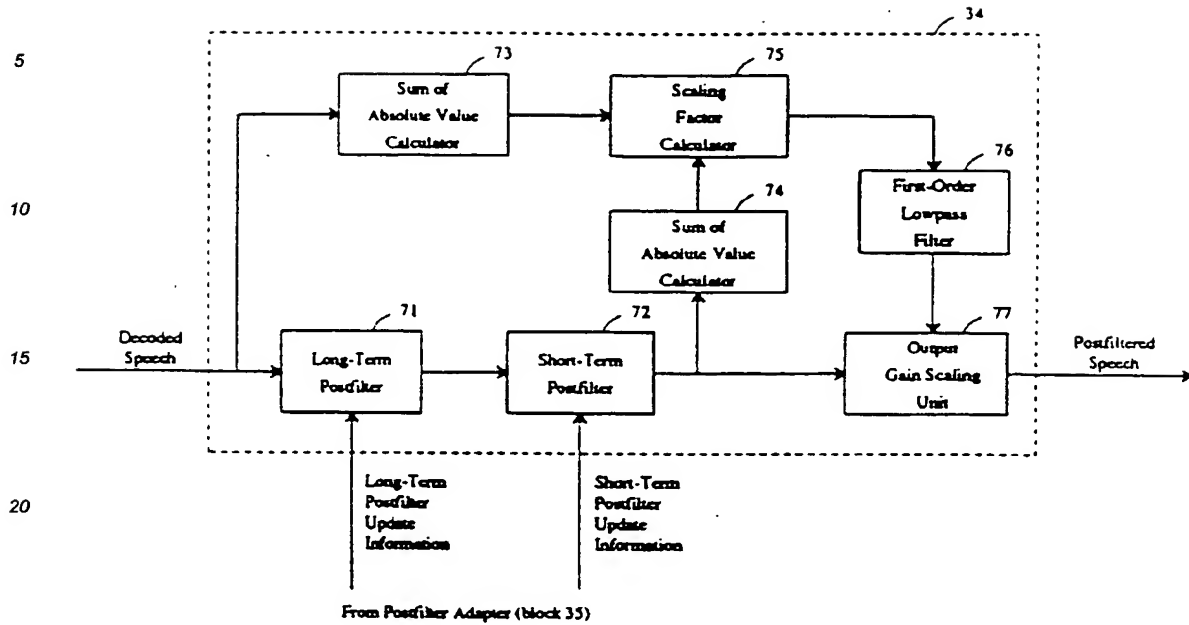 34
5
73
75
Sum of
Absolute Value
Calculator
Scaling
Factor
Calculator
76
First-Order
Lowpass
Filter
10
74
Sum of
Absolute Value
Calculator
Decoded
Speech
71
72
77
15
Long-Term
Postfilter
Short-Term
Postfilter
Output
Gain Scaling
Unit
Postfiltered
Speech
Long-Term
Postfilter
Update
Information
Short-Term
Postfilter
Update
Information
20
From Postfilter Adapter (block 35)